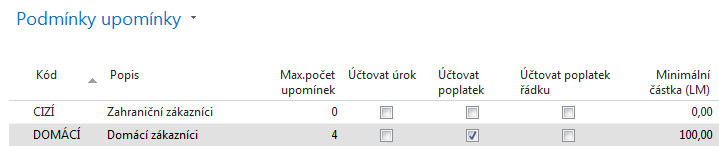 Podmínky upomínky
Kód Popis Max.počet upomínek Účtovat úrok Účtovat poplatek Účtovat poplatek řádku Minimální částka (LM)
CIZÍ Zahraniční zákazníci 0 0,00
DOMÁCÍ Domácí zákazníci 4 100,00